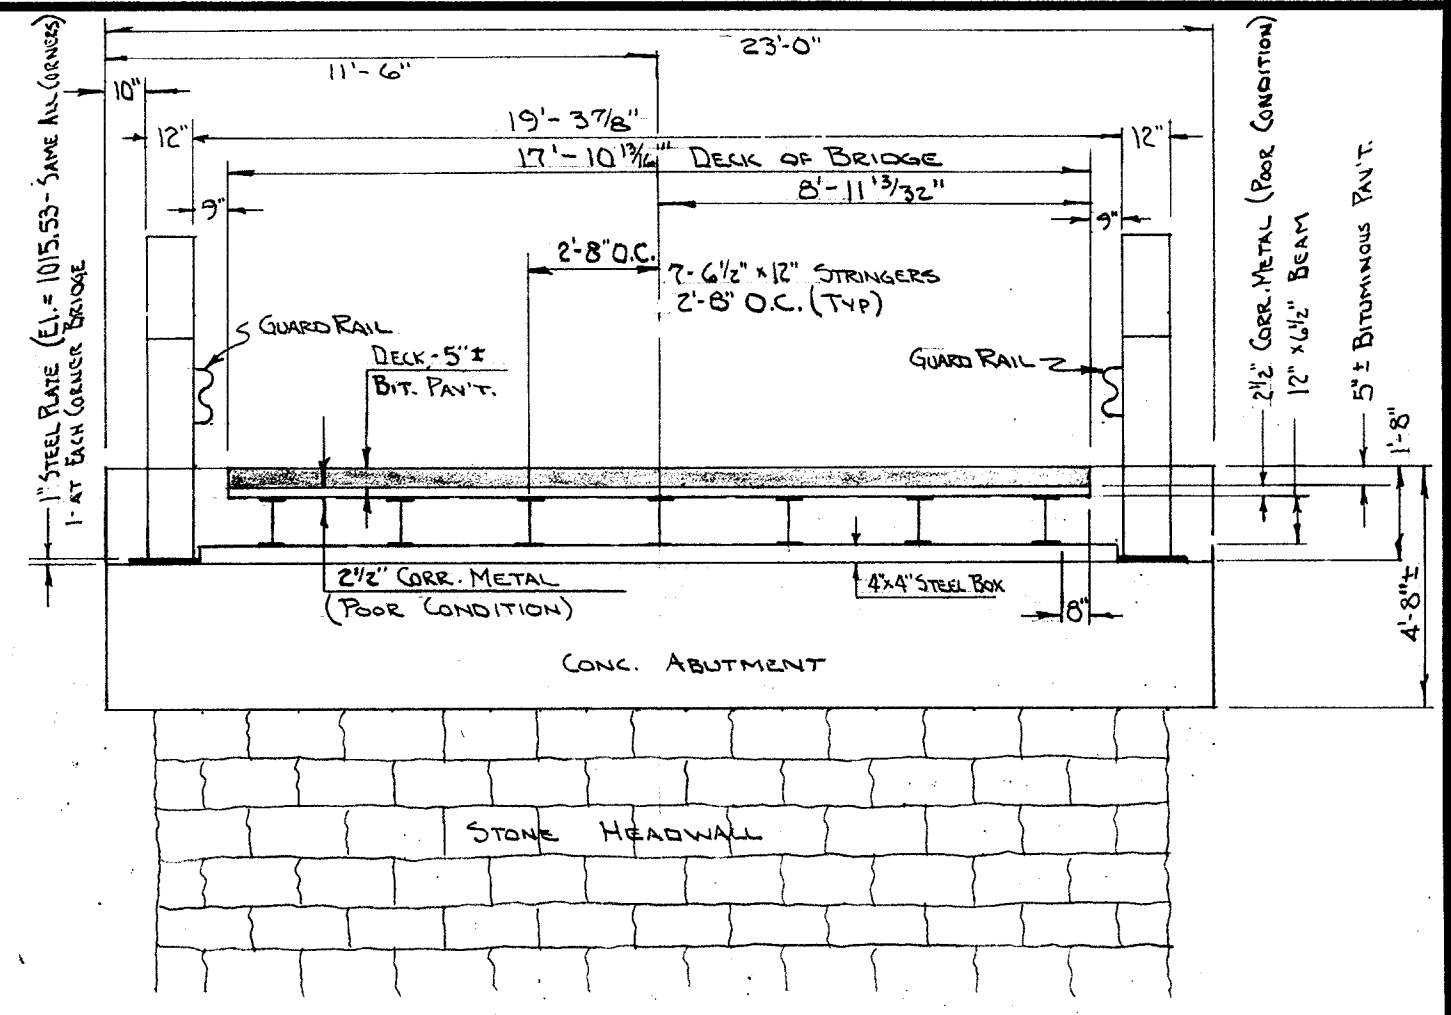 23'-0"
11'-6"
10"
19'-3 7/8"
12"
12"
17'-10 13/16" DECK OF BRIDGE
8'-11 13/32"
9"
9"
2'-8" O.C.
7-6 1/2" x 12" STRINGERS
2'-8" O.C. (TYP)
GUARD RAIL
DECK-5"±
BIT. PAV'T.
GUARD RAIL
1" STEEL PLATE (El.= 1015.53-SAME ALL CORNERS)
1-AT EACH CORNER BRIDGE
2 1/2" CORR. METAL (POOR CONDITION)
12" x 6 1/2" BEAM
5"± BITUMINOUS PAV'T.
1'-8"
4'-8"±
2 1/2" CORR. METAL
(POOR CONDITION)
4"x4" STEEL BOX
8"
CONC. ABUTMENT
STONE HEADWALL